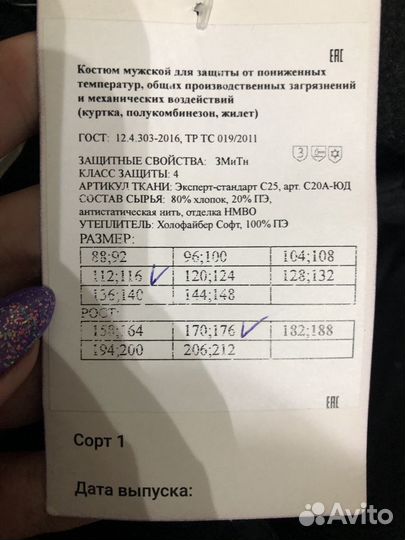 EAC
Костюм мужской для защиты от пониженных
температур, общих производственных загрязнений
и механических воздействий
(куртка, полукомбинезон, жилет)
ГОСТ: 12.4.303-2016, ТР ТС 019/2011
ЗАЩИТНЫЕ СВОЙСТВА: ЗМиТн
КЛАСС ЗАЩИТЫ: 4
АРТИКУЛ ТКАНИ: Эксперт-стандарт С25, арт. С20А-ЮД
СОСТАВ СЫРЬЯ: 80% хлопок, 20% ПЭ,
антистатическая нить, отделка НМВО
УТЕПЛИТЕЛЬ: Холофайбер Софт, 100% ПЭ
РАЗМЕР:
88;92 96;100 104;108
112;116 120;124 128;132
136;140 144;148
РОСТ:
158;164 170;176 182;188
194;200 206;212
EAC
Сорт 1
Дата выпуска:
Avito